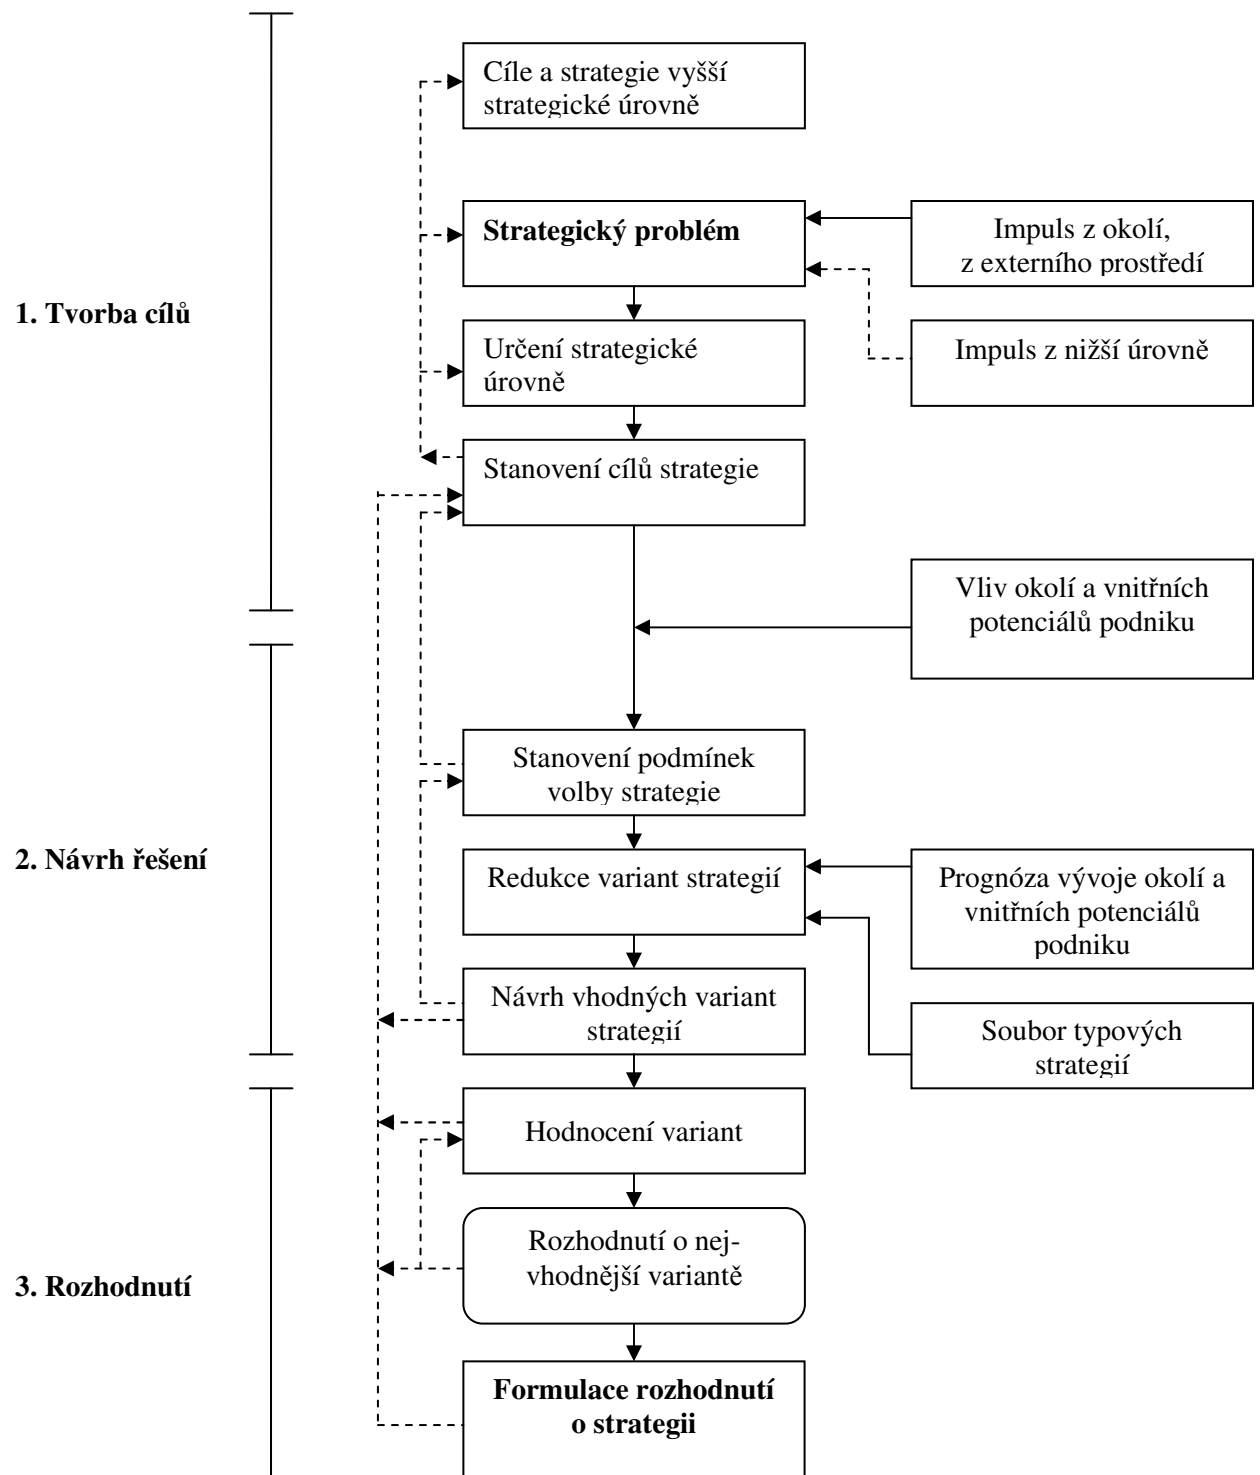 Cíle a strategie vyšší
strategické úrovně
Strategický problém
Impuls z okolí,
z externího prostředí
1. Tvorba cílů
Určení strategické
úrovně
Impuls z nižší úrovně
Stanovení cílů strategie
Vliv okolí a vnitřních
potenciálů podniku
Stanovení podmínek
volby strategie
2. Návrh řešení
Redukce variant strategií
Prognóza vývoje okolí a
vnitřních potenciálů
podniku
Návrh vhodných variant
strategií
Soubor typových
strategií
Hodnocení variant
Rozhodnutí o nej-
vhodnější variantě
3. Rozhodnutí
Formulace rozhodnutí
o strategii